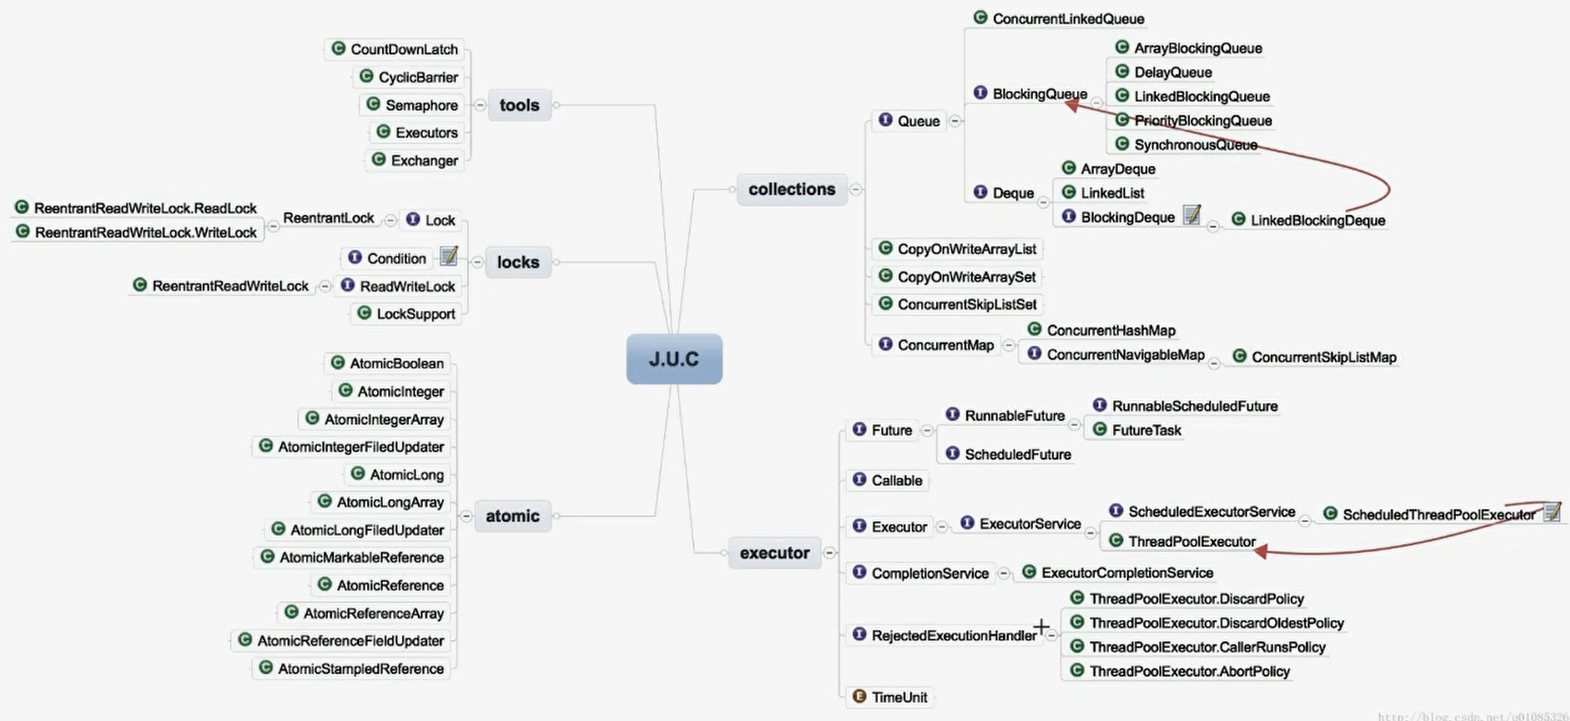 J.U.C
tools
CountDownLatch
CyclicBarrier
Semaphore
Executors
Exchanger
locks
Lock
ReentrantLock
ReentrantReadWriteLock.ReadLock
ReentrantReadWriteLock.WriteLock
Condition
ReadWriteLock
ReentrantReadWriteLock
LockSupport
atomic
AtomicBoolean
AtomicInteger
AtomicIntegerArray
AtomicIntegerFiledUpdater
AtomicLong
AtomicLongArray
AtomicLongFiledUpdater
AtomicMarkableReference
AtomicReference
AtomicReferenceArray
AtomicReferenceFieldUpdater
AtomicStampedReference
collections
Queue
ConcurrentLinkedQueue
BlockingQueue
ArrayBlockingQueue
DelayQueue
LinkedBlockingQueue
PriorityBlockingQueue
SynchronousQueue
Deque
ArrayDeque
LinkedList
BlockingDeque
LinkedBlockingDeque
CopyOnWriteArrayList
CopyOnWriteArraySet
ConcurrentSkipListSet
ConcurrentMap
ConcurrentHashMap
ConcurrentNavigableMap
ConcurrentSkipListMap
executor
Future
RunnableFuture
RunnableScheduledFuture
FutureTask
ScheduledFuture
Callable
Executor
ExecutorService
ScheduledExecutorService
ScheduledThreadPoolExecutor
ThreadPoolExecutor
CompletionService
ExecutorCompletionService
RejectedExecutionHandler
ThreadPoolExecutor.DiscardPolicy
ThreadPoolExecutor.DiscardOldestPolicy
ThreadPoolExecutor.CallerRunsPolicy
ThreadPoolExecutor.AbortPolicy
TimeUnit
http://blog.csdn.net/u01085326